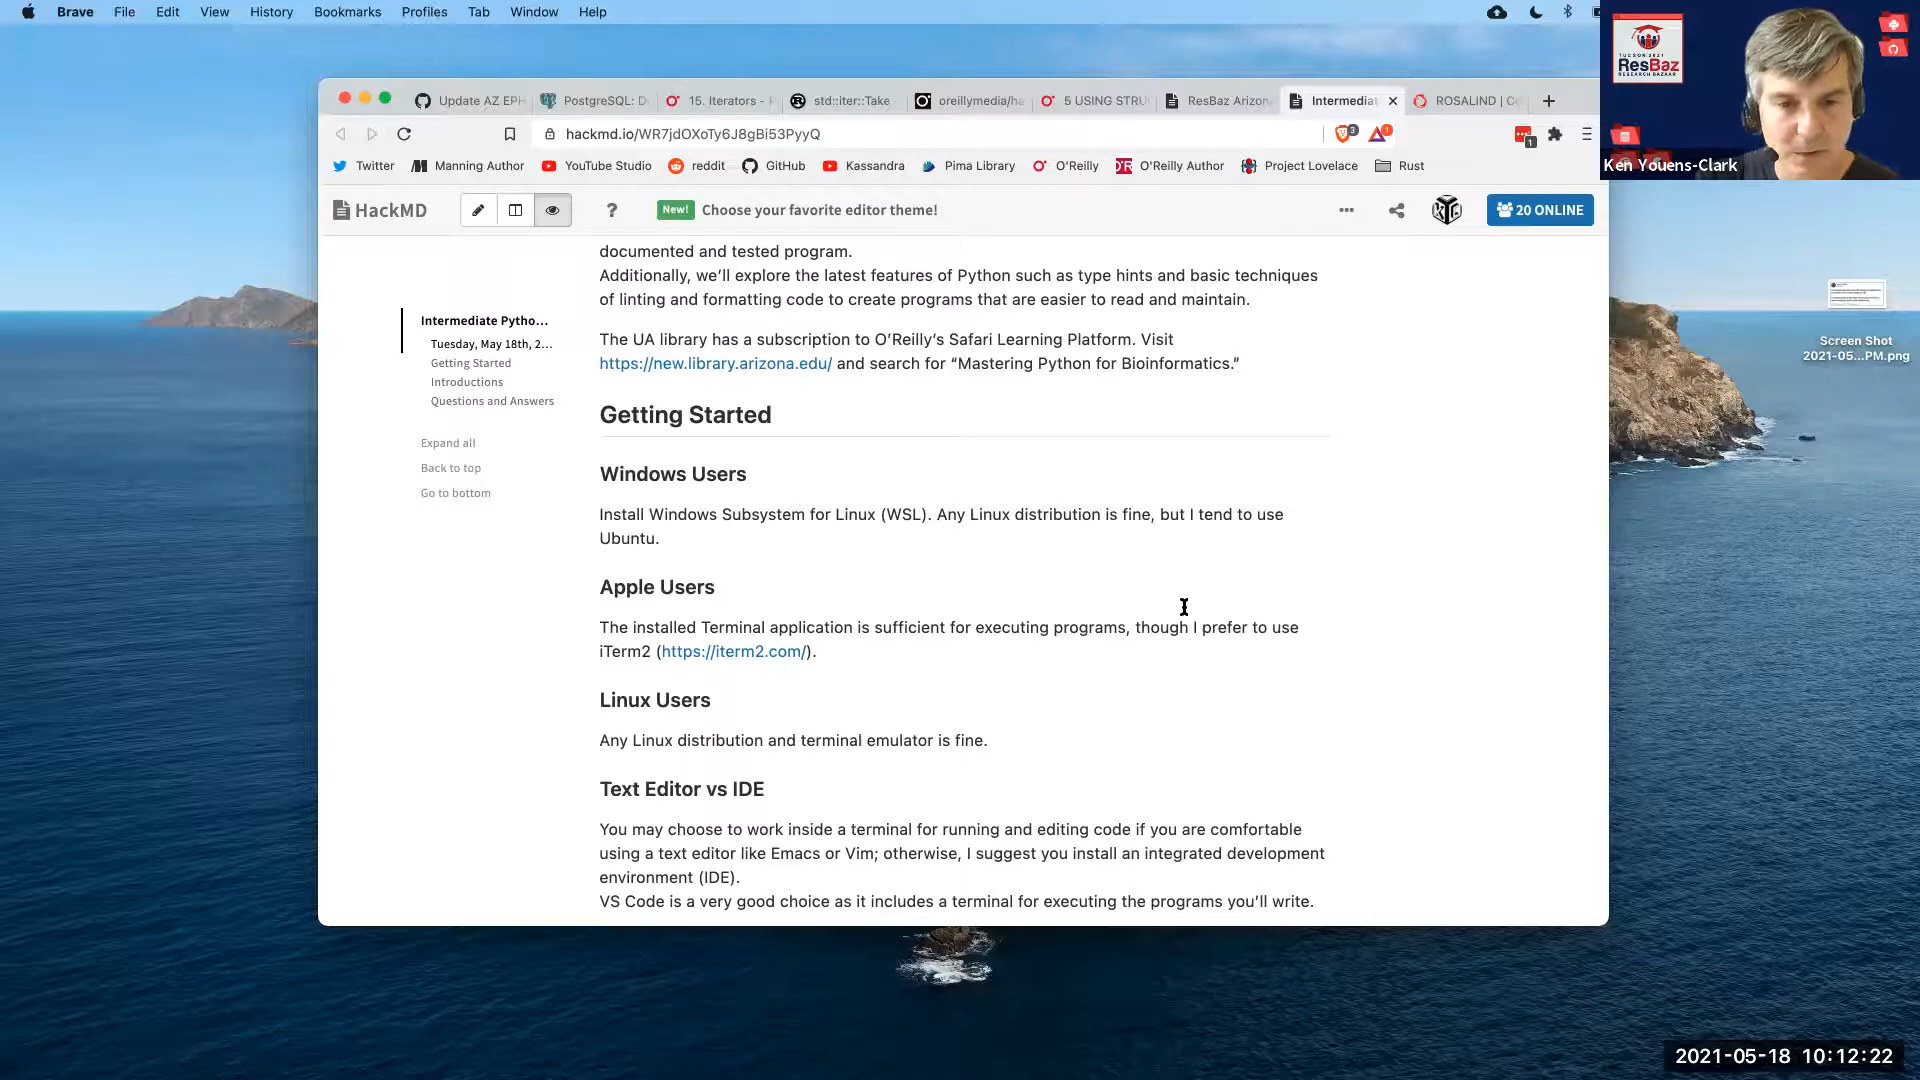 Brave File Edit View History Bookmarks Profiles Tab Window Help
TUCSON 2021
ResBaz
RESEARCH BAZAAR
Ken Youens-Clark
Update AZ EPH
PostgreSQL: D
15. Iterators -
std::iter::Take
oreillymedia/ha
5 USING STRU
ResBaz Arizon
Intermediat
ROSALIND | Co
hackmd.io/WR7jdOXoTy6J8gBi53PyyQ
3
1
1
Twitter Manning Author YouTube Studio reddit GitHub Kassandra Pima Library O'Reilly O'Reilly Author Project Lovelace Rust
HackMD
?
New! Choose your favorite editor theme!
20 ONLINE
Intermediate Pytho...
Tuesday, May 18th, 2...
Getting Started
Introductions
Questions and Answers
Expand all
Back to top
Go to bottom
documented and tested program.
Additionally, we’ll explore the latest features of Python such as type hints and basic techniques
of linting and formatting code to create programs that are easier to read and maintain.
The UA library has a subscription to O’Reilly’s Safari Learning Platform. Visit
https://new.library.arizona.edu/ and search for “Mastering Python for Bioinformatics.”
Getting Started
Windows Users
Install Windows Subsystem for Linux (WSL). Any Linux distribution is fine, but I tend to use
Ubuntu.
Apple Users
The installed Terminal application is sufficient for executing programs, though I prefer to use
iTerm2 (https://iterm2.com/).
Linux Users
Any Linux distribution and terminal emulator is fine.
Text Editor vs IDE
You may choose to work inside a terminal for running and editing code if you are comfortable
using a text editor like Emacs or Vim; otherwise, I suggest you install an integrated development
environment (IDE).
VS Code is a very good choice as it includes a terminal for executing the programs you’ll write.
Screen Shot
2021-05...PM.png
2021-05-18 10:12:22